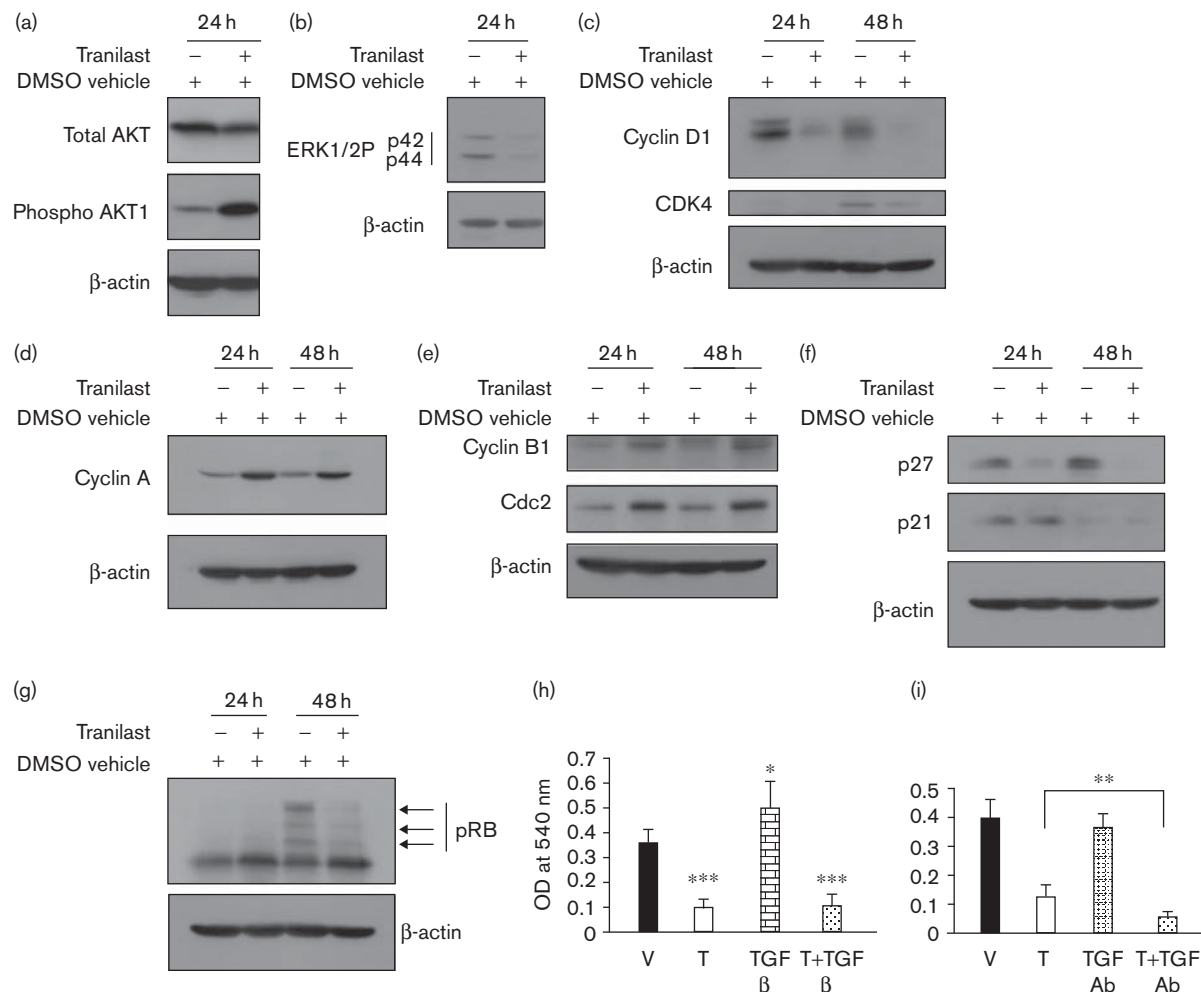 (a)
24 h
Tranilast − +
DMSO vehicle + +
Total AKT
Phospho AKT1
β-actin
(b)
24 h
Tranilast − +
DMSO vehicle + +
ERK1/2P p42
p44
β-actin
(c)
24 h 48 h
Tranilast − + − +
DMSO vehicle + + + +
Cyclin D1
CDK4
β-actin
(d)
24 h 48 h
Tranilast − + − +
DMSO vehicle + + + +
Cyclin A
β-actin
(e)
24 h 48 h
Tranilast − + − +
DMSO vehicle + + + +
Cyclin B1
Cdc2
β-actin
(f)
24 h 48 h
Tranilast − + − +
DMSO vehicle + + + +
p27
p21
β-actin
(g)
24 h 48 h
Tranilast − + − +
DMSO vehicle + + + +
pRB
β-actin
(h)
OD at 540 nm
0.7
0.6
0.5
0.4
0.3
0.2
0.1
0
***
*
***
V T TGF T+TGF
β β
(i)
0.5
0.4
0.3
0.2
0.1
0
**
V T TGF T+TGF
Ab Ab